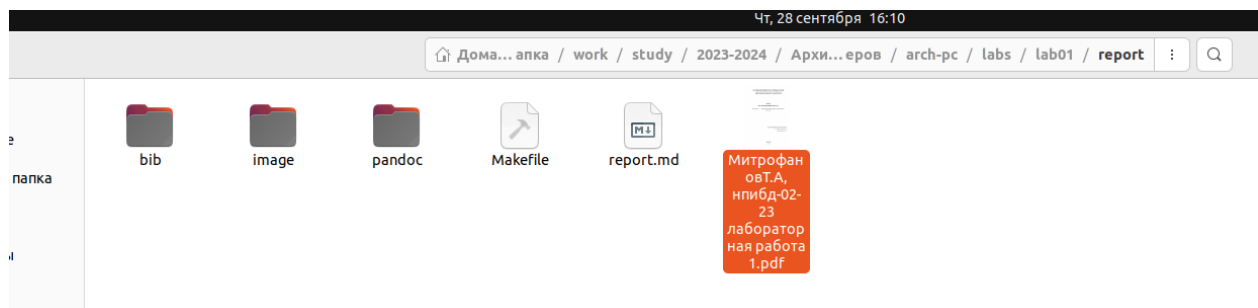 Чт, 28 сентября 16:10
Дома... апка / work / study / 2023-2024 / Архи...еров / arch-pc / labs / lab01 / report
bib
image
pandoc
Makefile
M↓
report.md
Митрофан
овТ.А,
нпибд-02-
23
лаборатор
ная работа
1.pdf
е
папка
ы